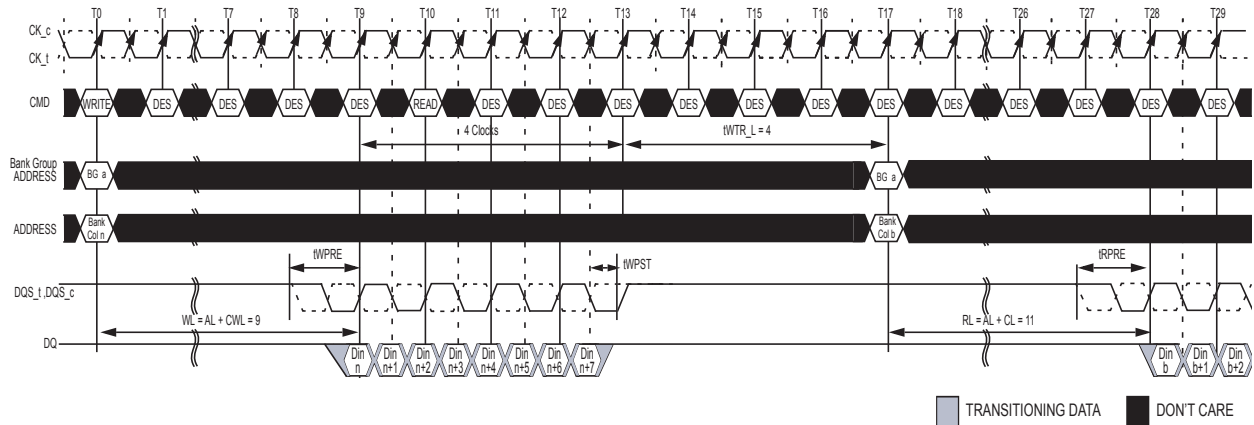 T0 T1 T7 T8 T9 T10 T11 T12 T13 T14 T15 T16 T17 T18 T26 T27 T28 T29
CK_c
CK_t
CMD WRITE DES DES DES DES READ DES DES DES DES DES DES DES DES DES DES DES DES
4 Clocks tWTR_L = 4
Bank Group
ADDRESS BG a BG a
ADDRESS Bank
Col n Bank
Col b
tWPRE tWPST tRPRE
DQS_t ,DQS_c
WL = AL + CWL = 9 RL = AL + CL = 11
DQ Din
n Din
n+1 Din
n+2 Din
n+3 Din
n+4 Din
n+5 Din
n+6 Din
n+7 Din
b Din
b+1 Din
b+2
TRANSITIONING DATA DON'T CARE